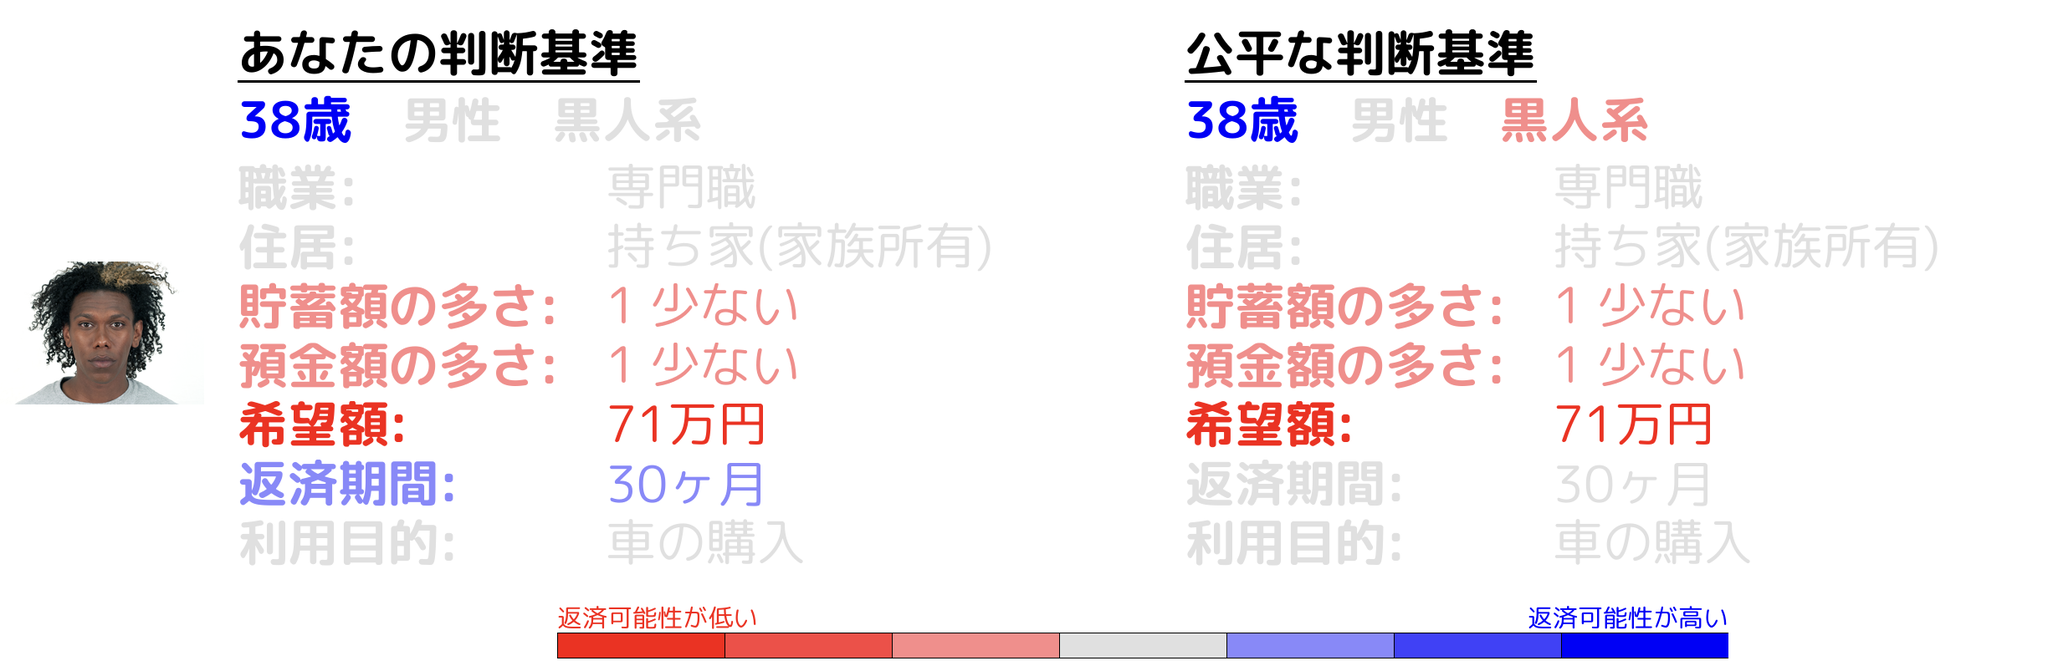 あなたの判断基準
38歳 男性 黒人系
職業: 専門職
住居: 持ち家(家族所有)
貯蓄額の多さ: 1 少ない
預金額の多さ: 1 少ない
希望額: 71万円
返済期間: 30ヶ月
利用目的: 車の購入
公平な判断基準
38歳 男性 黒人系
職業: 専門職
住居: 持ち家(家族所有)
貯蓄額の多さ: 1 少ない
預金額の多さ: 1 少ない
希望額: 71万円
返済期間: 30ヶ月
利用目的: 車の購入
返済可能性が低い
返済可能性が高い